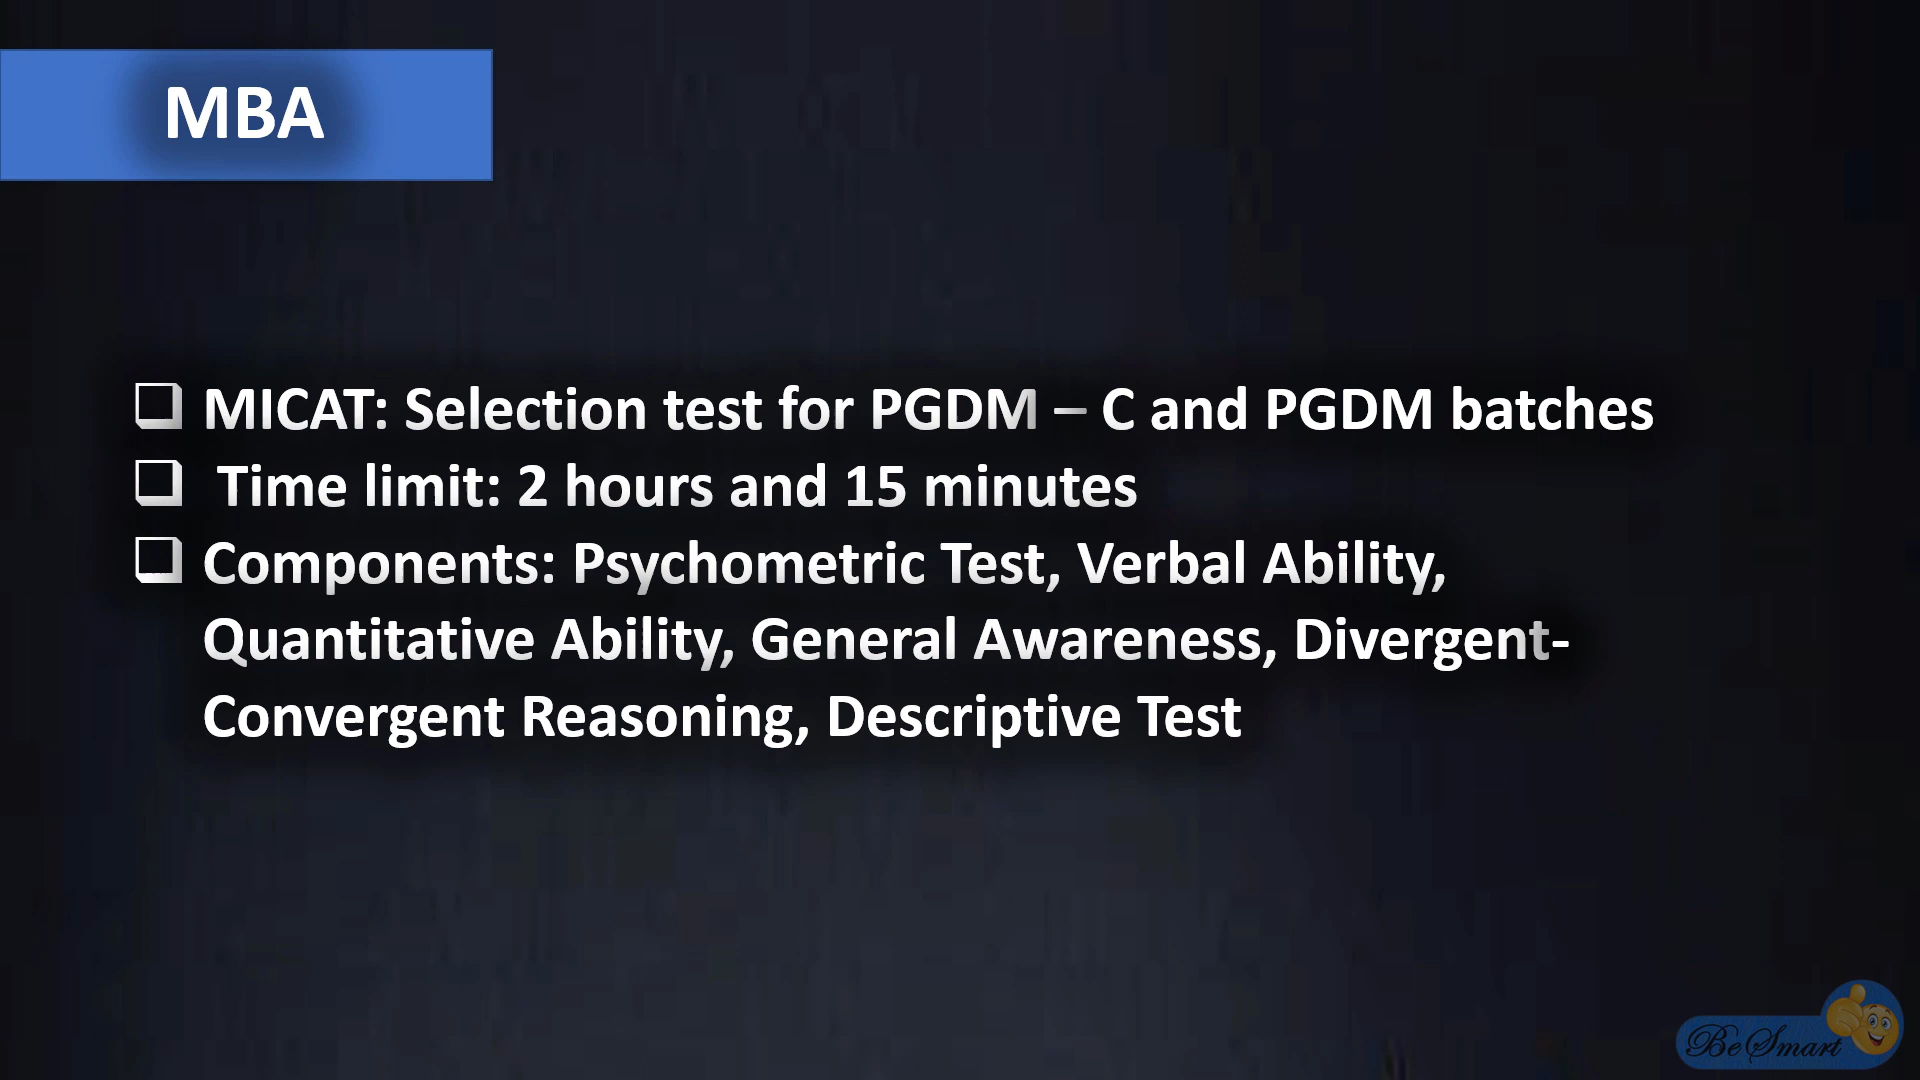 MBA
❑ MICAT: Selection test for PGDM – C and PGDM batches
❑ Time limit: 2 hours and 15 minutes
❑ Components: Psychometric Test, Verbal Ability,
Quantitative Ability, General Awareness, Divergent-
Convergent Reasoning, Descriptive Test
BeSmart